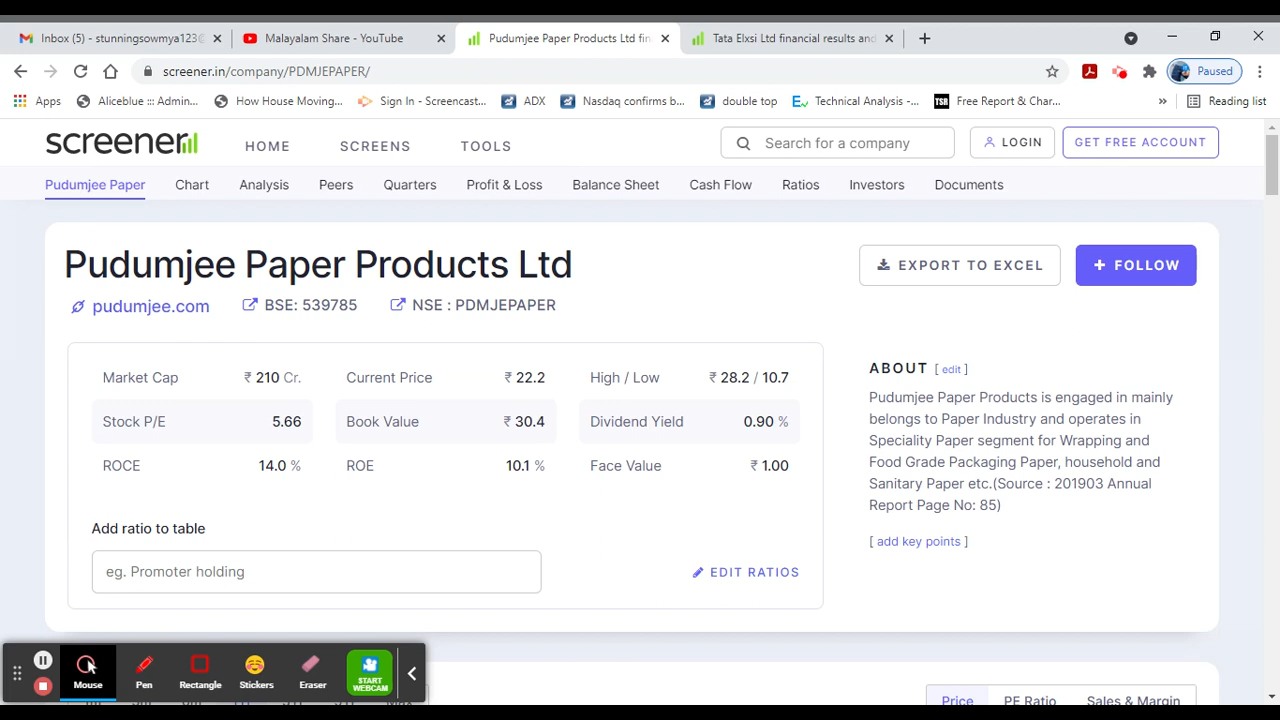 Inbox (5) - stunningsowmya123@
Malayalam Share - YouTube
Pudumjee Paper Products Ltd fin
Tata Elxsi Ltd financial results and
screener.in/company/PDMJEPAPER/
Paused
Apps
Aliceblue ::: Admin...
How House Moving...
Sign In - Screencast...
ADX
Nasdaq confirms b...
double top
Technical Analysis -...
TSR Free Report & Char...
»
Reading list
screener
HOME
SCREENS
TOOLS
Search for a company
LOGIN
GET FREE ACCOUNT
Pudumjee Paper
Chart
Analysis
Peers
Quarters
Profit & Loss
Balance Sheet
Cash Flow
Ratios
Investors
Documents
Pudumjee Paper Products Ltd
EXPORT TO EXCEL
+ FOLLOW
pudumjee.com
BSE: 539785
NSE : PDMJEPAPER
Market Cap ₹ 210 Cr.
Current Price ₹ 22.2
High / Low ₹ 28.2 / 10.7
Stock P/E 5.66
Book Value ₹ 30.4
Dividend Yield 0.90 %
ROCE 14.0 %
ROE 10.1 %
Face Value ₹ 1.00
Add ratio to table
eg. Promoter holding
EDIT RATIOS
ABOUT [ edit ]
Pudumjee Paper Products is engaged in mainly
belongs to Paper Industry and operates in
Speciality Paper segment for Wrapping and
Food Grade Packaging Paper, household and
Sanitary Paper etc.(Source : 201903 Annual
Report Page No: 85)
[ add key points ]
Mouse
Pen
Rectangle
Stickers
Eraser
START
WEBCAM
Price
PE Ratio
Sales & Margin